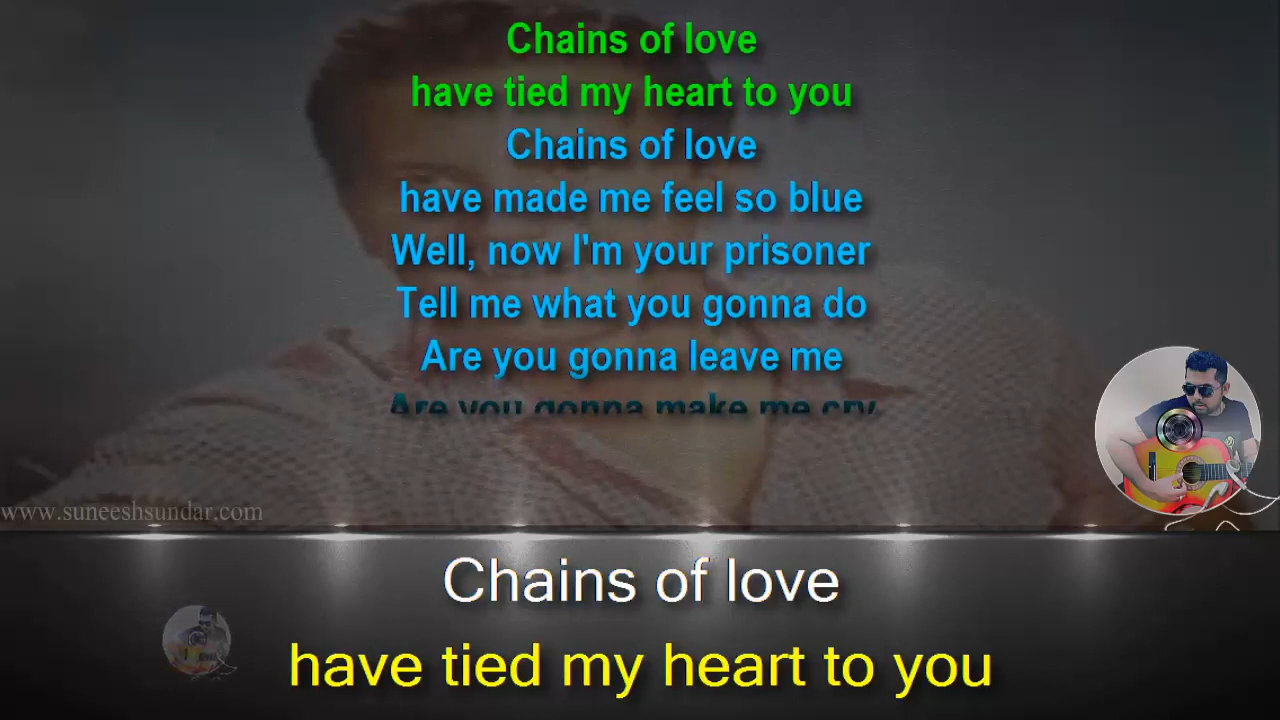 Chains of love
have tied my heart to you
Chains of love
have made me feel so blue
Well, now I'm your prisoner
Tell me what you gonna do
Are you gonna leave me
Are you gonna make me cry
www.suneeshsundar.com
Chains of love
have tied my heart to you